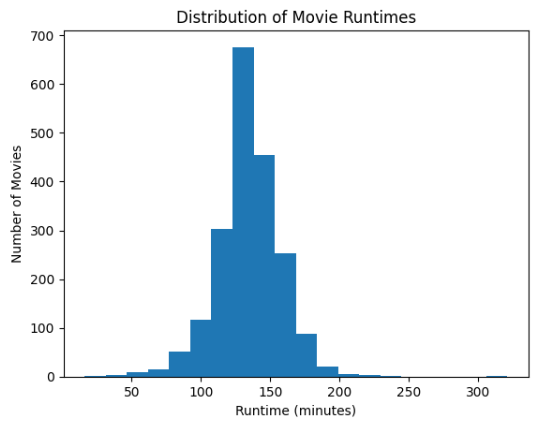 Distribution of Movie Runtimes
700
600
500
400
300
200
100
0
Number of Movies
50 100 150 200 250 300
Runtime (minutes)